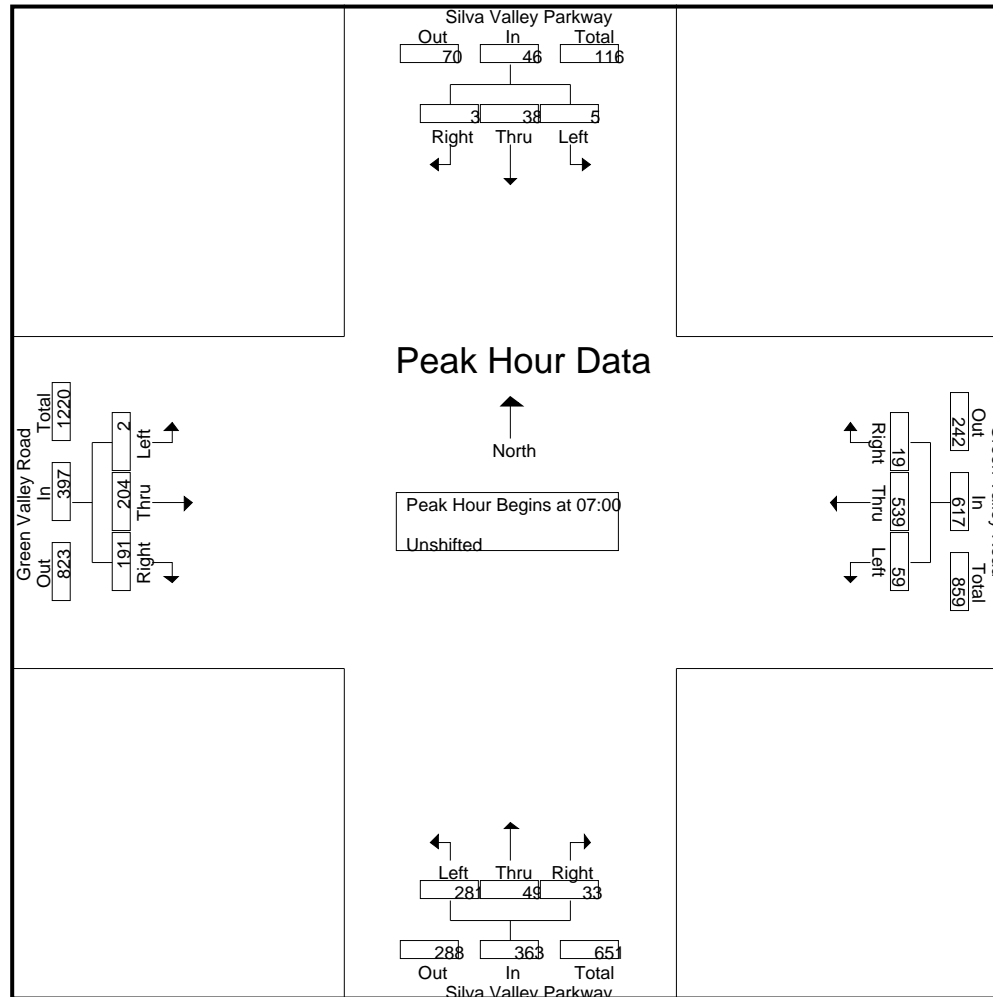 Silva Valley Parkway
Out In Total
70 46 116
3 38 5
Right Thru Left
Peak Hour Data
North
Peak Hour Begins at 07:00
Unshifted
Green Valley Road
Out In Total
823 397 1220
191 204 2
Right Thru Left
Out In Total
242 617 859
19 539 59
Right Thru Left
Left Thru Right
281 49 33
288 363 651
Out In Total
Silva Valley Parkway